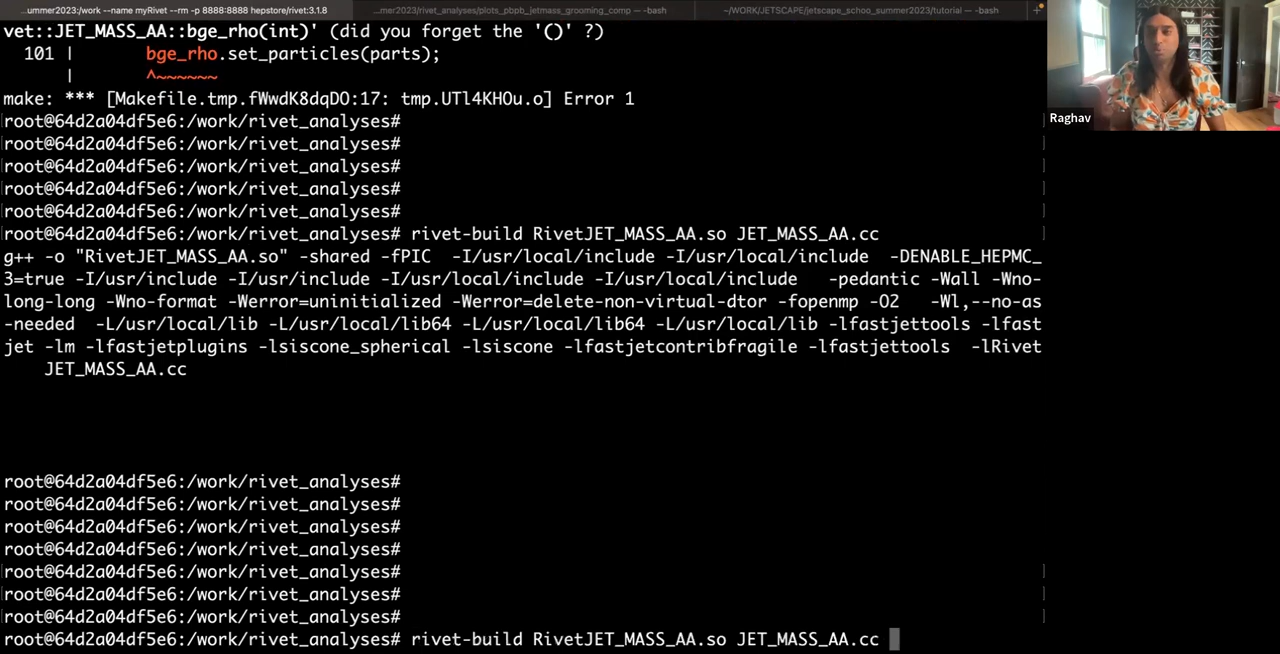 ummer2023:/work --name myRivet --rm -p 8888:8888 hepstore/rivet:3.1.8
...mer2023/rivet_analyses/plots_pbpb_jetmass_grooming_comp — -bash
~/WORK/JETSCAPE/jetscape_schoo_summer2023/tutorial — -bash
+
Raghav
vet::JET_MASS_AA::bge_rho(int)' (did you forget the '()' ?)
101 |       bge_rho.set_particles(parts);
|       ^~~~~~~
make: *** [Makefile.tmp.fWwdK8dqDO:17: tmp.UTl4KHOu.o] Error 1
root@64d2a04df5e6:/work/rivet_analyses#
root@64d2a04df5e6:/work/rivet_analyses#
root@64d2a04df5e6:/work/rivet_analyses#
root@64d2a04df5e6:/work/rivet_analyses#
root@64d2a04df5e6:/work/rivet_analyses#
root@64d2a04df5e6:/work/rivet_analyses# rivet-build RivetJET_MASS_AA.so JET_MASS_AA.cc
g++ -o "RivetJET_MASS_AA.so" -shared -fPIC  -I/usr/local/include -I/usr/local/include  -DENABLE_HEPMC_
3=true -I/usr/include -I/usr/local/include -I/usr/local/include   -pedantic -Wall -Wno-
long-long -Wno-format -Werror=uninitialized -Werror=delete-non-virtual-dtor -fopenmp -O2  -Wl,--no-as
-needed  -L/usr/local/lib -L/usr/local/lib64 -L/usr/local/lib64 -L/usr/local/lib -lfastjettools -lfast
jet -lm -lfastjetplugins -lsiscone_spherical -lsiscone -lfastjetcontribfragile -lfastjettools  -lRivet
JET_MASS_AA.cc
root@64d2a04df5e6:/work/rivet_analyses#
root@64d2a04df5e6:/work/rivet_analyses#
root@64d2a04df5e6:/work/rivet_analyses#
root@64d2a04df5e6:/work/rivet_analyses#
root@64d2a04df5e6:/work/rivet_analyses#
root@64d2a04df5e6:/work/rivet_analyses#
root@64d2a04df5e6:/work/rivet_analyses#
root@64d2a04df5e6:/work/rivet_analyses# rivet-build RivetJET_MASS_AA.so JET_MASS_AA.cc